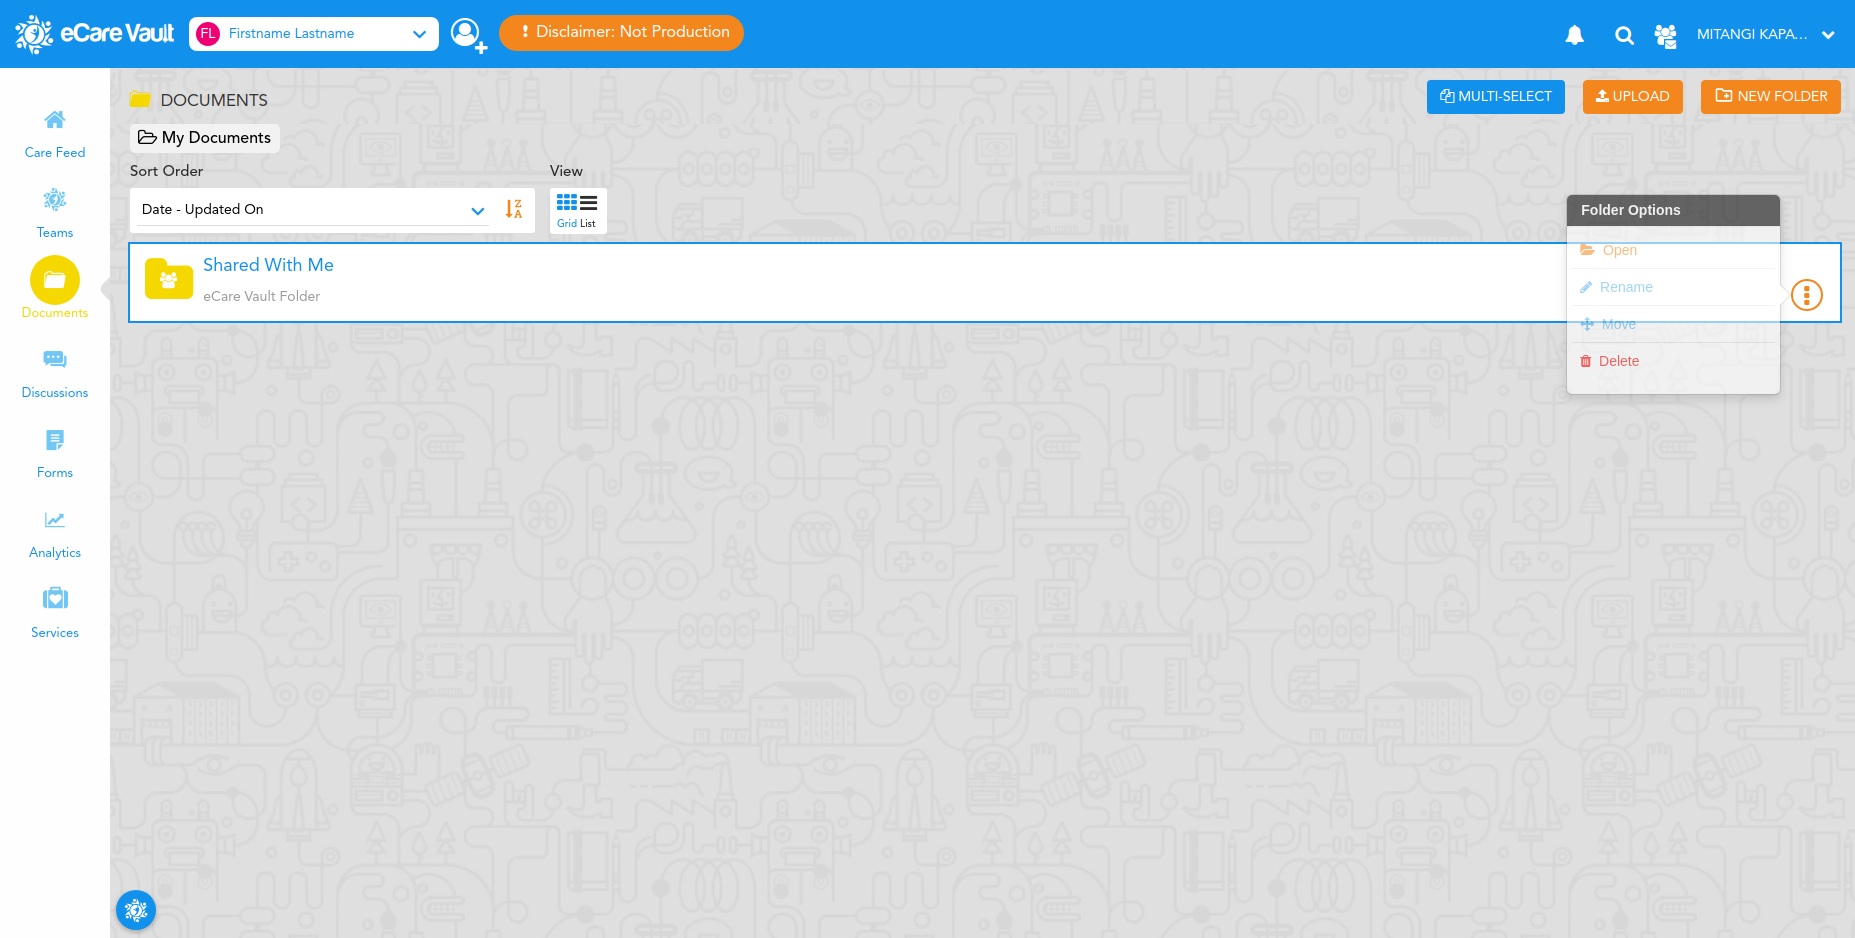 eCare Vault
FL Firstname Lastname
! Disclaimer: Not Production
MITANGI KAPA...
DOCUMENTS
MULTI-SELECT
UPLOAD
NEW FOLDER
My Documents
Sort Order
View
Date - Updated On
Z
A
Grid List
Shared With Me
eCare Vault Folder
Folder Options
Open
Rename
Move
Delete
Care Feed
Teams
Documents
Discussions
Forms
Analytics
Services